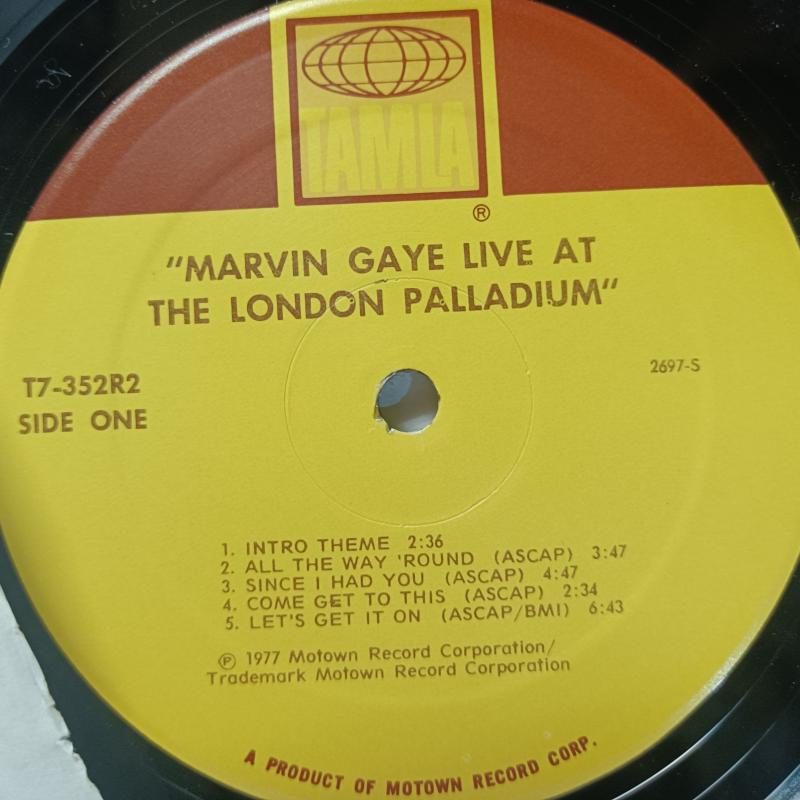 TAMLA
®
"MARVIN GAYE LIVE AT
THE LONDON PALLADIUM"
T7-352R2
SIDE ONE
2697-S
1. INTRO THEME 2:36
2. ALL THE WAY 'ROUND (ASCAP) 3:47
3. SINCE I HAD YOU (ASCAP) 4:47
4. COME GET TO THIS (ASCAP) 2:34
5. LET'S GET IT ON (ASCAP/BMI) 6:43
℗ 1977 Motown Record Corporation/
Trademark Motown Record Corporation
A PRODUCT OF MOTOWN RECORD CORP.